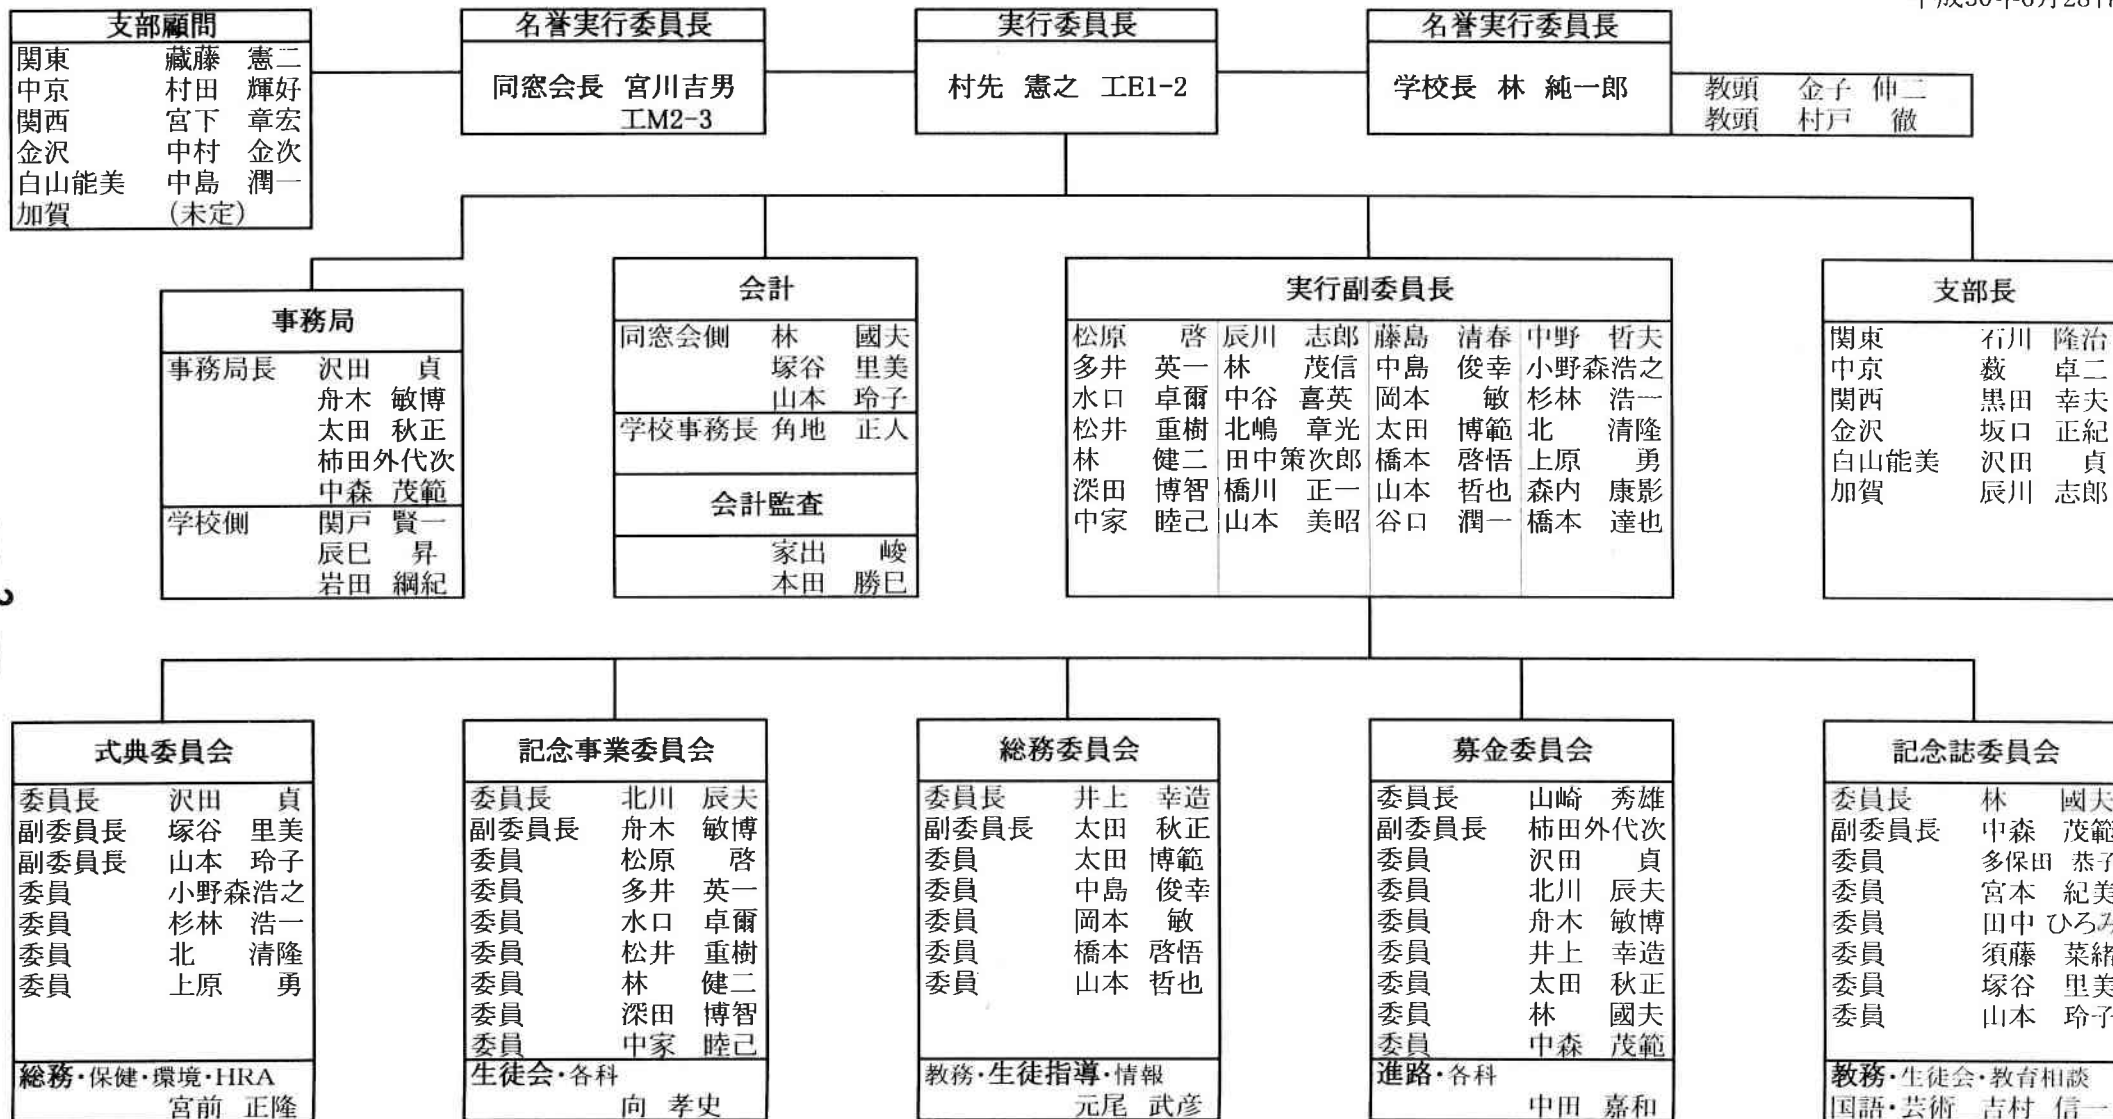 平成30年6月28日
支部顧問
関東 藏藤 憲二
中京 村田 輝好
関西 宮下 章宏
金沢 中村 金次
白山能美 中島 潤一
加賀 (未定)
名誉実行委員長
同窓会長 宮川吉男
工M2-3
実行委員長
村先 憲之 工E1-2
名誉実行委員長
学校長 林 純一郎
教頭 金子 伸二
教頭 村戸 徹
事務局
事務局長 沢田 貞
舟木 敏博
太田 秋正
柿田外代次
中森 茂範
学校側 関戸 賢一
辰巳 昇
岩田 綱紀
会計
同窓会側 林 國夫
塚谷 里美
山本 玲子
学校事務長 角地 正人
会計監査
家出 峻
本田 勝巳
実行副委員長
松原 啓 辰川 志郎 藤島 清春 中野 哲夫
多井 英一 林 茂信 中島 俊幸 小野森浩之
水口 卓爾 中谷 喜英 岡本 敏 杉林 浩一
松井 重樹 北嶋 章光 太田 博範 北 清隆
林 健二 田中策次郎 橋本 啓悟 上原 勇
深田 博智 橋川 正一 山本 哲也 森内 康影
中家 睦己 山本 美昭 谷口 潤一 橋本 達也
支部長
関東 石川 隆治
中京 薮 卓二
関西 黒田 幸夫
金沢 坂口 正紀
白山能美 沢田 貞
加賀 辰川 志郎
式典委員会
委員長 沢田 貞
副委員長 塚谷 里美
副委員長 山本 玲子
委員 小野森浩之
委員 杉林 浩一
委員 北 清隆
委員 上原 勇
総務・保健・環境・HRA
宮前 正隆
記念事業委員会
委員長 北川 辰夫
副委員長 舟木 敏博
委員 松原 啓
委員 多井 英一
委員 水口 卓爾
委員 松井 重樹
委員 林 健二
委員 深田 博智
委員 中家 睦己
生徒会・各科
向 孝史
総務委員会
委員長 井上 幸造
副委員長 太田 秋正
委員 太田 博範
委員 中島 俊幸
委員 岡本 敏
委員 橋本 啓悟
委員 山本 哲也
教務・生徒指導・情報
元尾 武彦
募金委員会
委員長 山崎 秀雄
副委員長 柿田外代次
委員 沢田 貞
委員 北川 辰夫
委員 舟木 敏博
委員 井上 幸造
委員 太田 秋正
委員 林 國夫
委員 中森 茂範
進路・各科
中田 嘉和
記念誌委員会
委員長 林 國夫
副委員長 中森 茂範
委員 多保田 恭子
委員 宮本 紀美
委員 田中 ひろみ
委員 須藤 菜緒
委員 塚谷 里美
委員 山本 玲子
教務・生徒会・教育相談
国語・芸術 吉村 信一